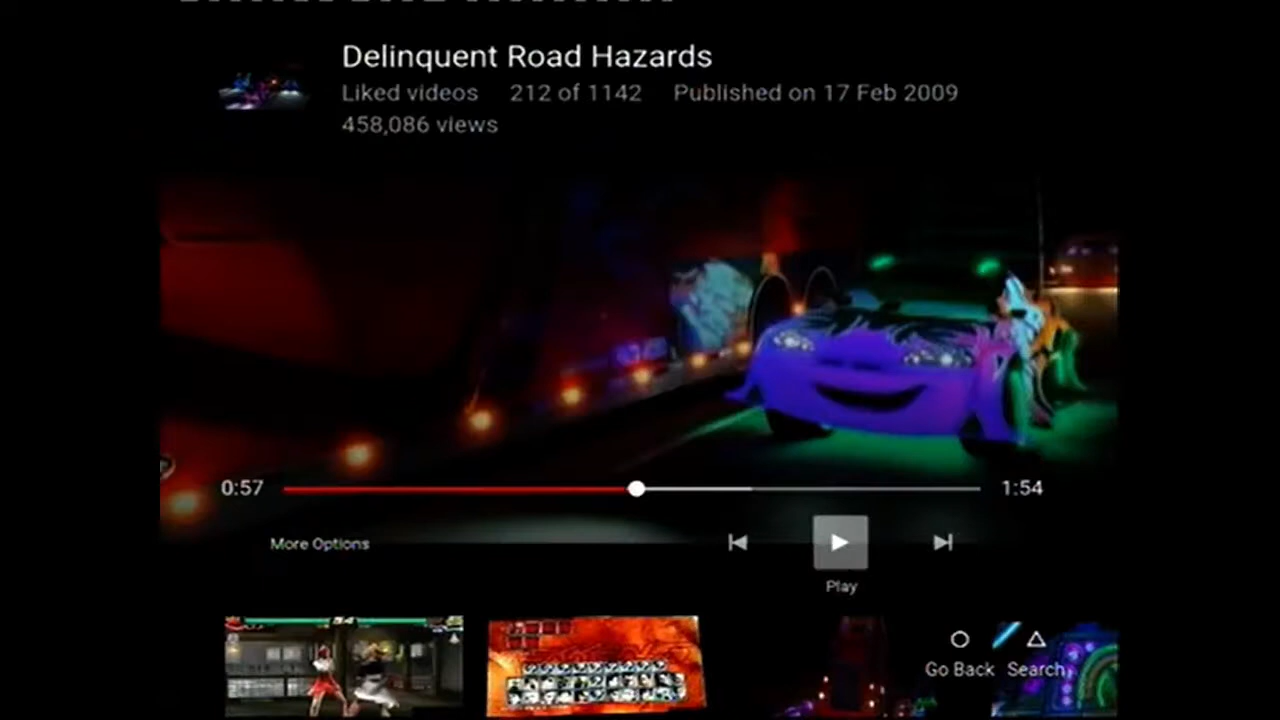 Delinquent Road Hazards
Liked videos 212 of 1142 Published on 17 Feb 2009
458,086 views
0:57 1:54
More Options
Play
Go Back Search